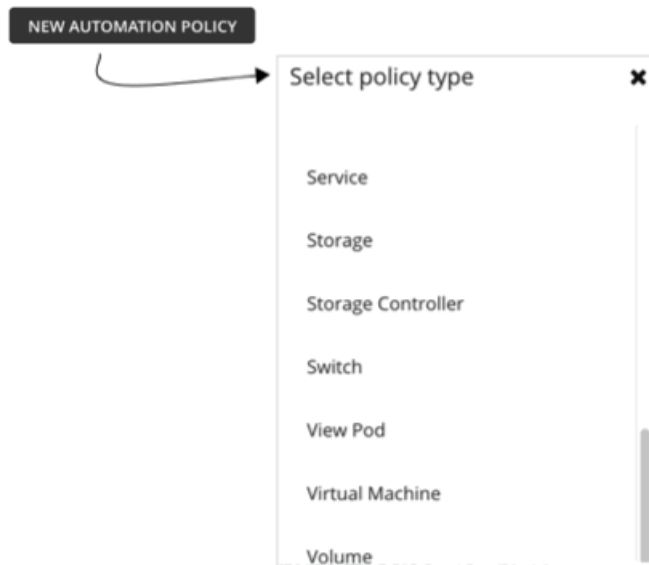 NEW AUTOMATION POLICY
Select policy type
Service
Storage
Storage Controller
Switch
View Pod
Virtual Machine
Volume